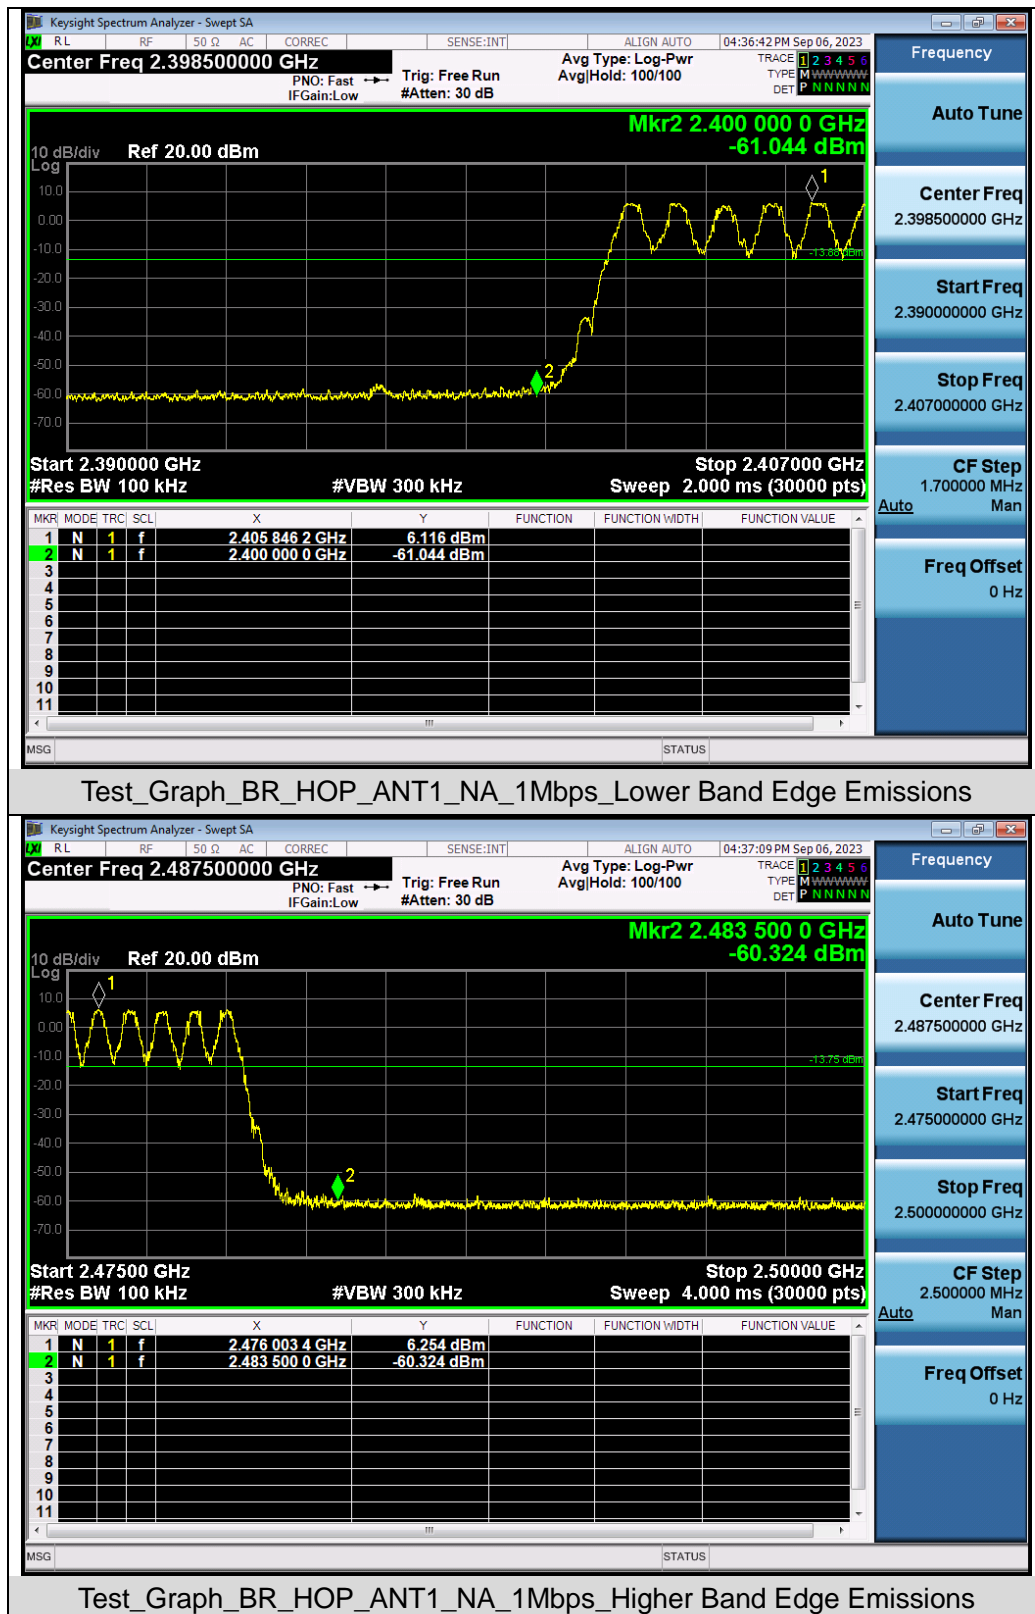 Keysight Spectrum Analyzer - Swept SA
LXI RL RF 50 Ω AC CORREC SENSE:INT ALIGN AUTO 04:36:42 PM Sep 06, 2023
Center Freq 2.398500000 GHz
Avg Type: Log-Pwr
TRACE 1 2 3 4 5 6
PNO: Fast Trig: Free Run Avg|Hold: 100/100
TYPE M W W W W W
IFGain:Low #Atten: 30 dB
DET P N N N N N
Mkr2 2.400 000 0 GHz
-61.044 dBm
10 dB/div Ref 20.00 dBm
Log
10.0
0.00
-10.0
-20.0
-30.0
-40.0
-50.0
-60.0
-70.0
1
-13.88 dBm
2
Start 2.390000 GHz Stop 2.407000 GHz
#Res BW 100 kHz #VBW 300 kHz Sweep 2.000 ms (30000 pts)
MKR MODE TRC SCL X Y FUNCTION FUNCTION WIDTH FUNCTION VALUE
1 N 1 f 2.405 846 2 GHz 6.116 dBm
2 N 1 f 2.400 000 0 GHz -61.044 dBm
3
4
5
6
7
8
9
10
11
MSG STATUS
Frequency
Auto Tune
Center Freq
2.398500000 GHz
Start Freq
2.390000000 GHz
Stop Freq
2.407000000 GHz
CF Step
1.700000 MHz
Auto Man
Freq Offset
0 Hz
Test_Graph_BR_HOP_ANT1_NA_1Mbps_Lower Band Edge Emissions
Keysight Spectrum Analyzer - Swept SA
LXI RL RF 50 Ω AC CORREC SENSE:INT ALIGN AUTO 04:37:09 PM Sep 06, 2023
Center Freq 2.487500000 GHz
Avg Type: Log-Pwr
TRACE 1 2 3 4 5 6
PNO: Fast Trig: Free Run Avg|Hold: 100/100
TYPE M W W W W W
IFGain:Low #Atten: 30 dB
DET P N N N N N
Mkr2 2.483 500 0 GHz
-60.324 dBm
10 dB/div Ref 20.00 dBm
Log
10.0
0.00
-10.0
-20.0
-30.0
-40.0
-50.0
-60.0
-70.0
1
-13.75 dBm
2
Start 2.47500 GHz Stop 2.50000 GHz
#Res BW 100 kHz #VBW 300 kHz Sweep 4.000 ms (30000 pts)
MKR MODE TRC SCL X Y FUNCTION FUNCTION WIDTH FUNCTION VALUE
1 N 1 f 2.476 003 4 GHz 6.254 dBm
2 N 1 f 2.483 500 0 GHz -60.324 dBm
3
4
5
6
7
8
9
10
11
MSG STATUS
Frequency
Auto Tune
Center Freq
2.487500000 GHz
Start Freq
2.475000000 GHz
Stop Freq
2.500000000 GHz
CF Step
2.500000 MHz
Auto Man
Freq Offset
0 Hz
Test_Graph_BR_HOP_ANT1_NA_1Mbps_Higher Band Edge Emissions